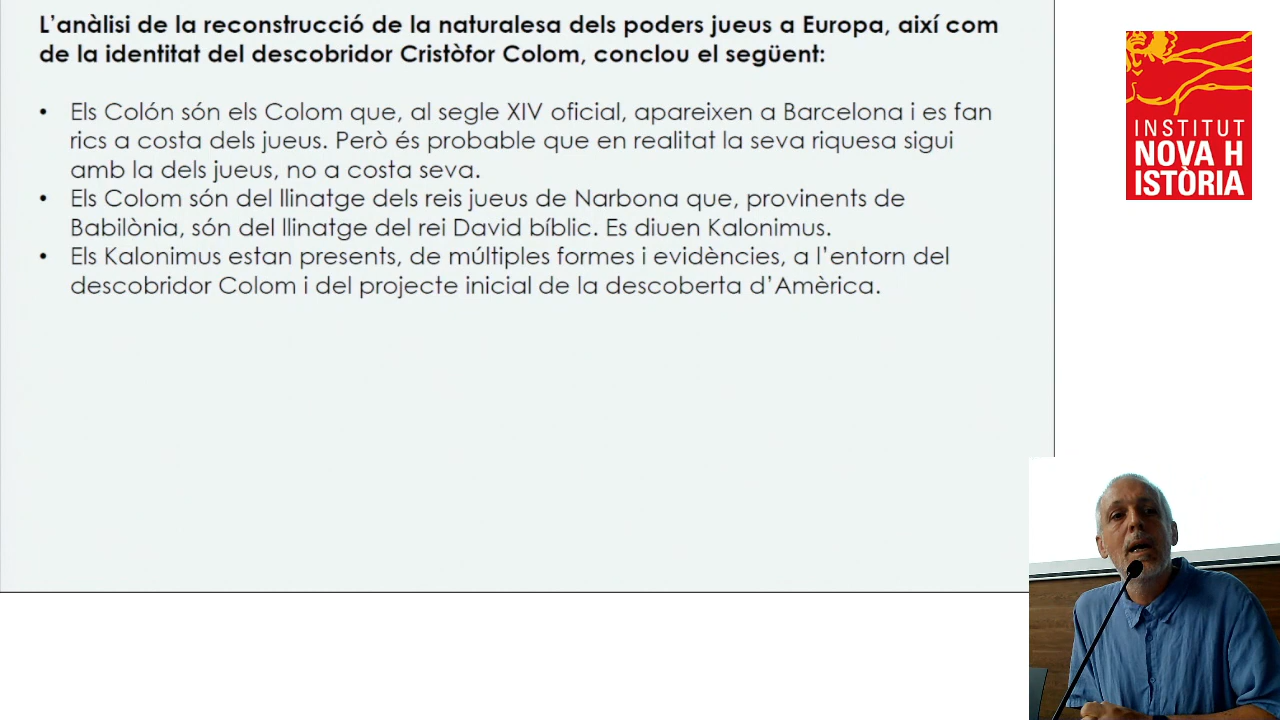 L'anàlisi de la reconstrucció de la naturalesa dels poders jueus a Europa, així com
de la identitat del descobridor Cristòfor Colom, conclou el següent:
• Els Colón són els Colom que, al segle XIV oficial, apareixen a Barcelona i es fan
rics a costa dels jueus. Però és probable que en realitat la seva riquesa sigui
amb la dels jueus, no a costa seva.
• Els Colom són del llinatge dels reis jueus de Narbona que, provinents de
Babilònia, són del llinatge del rei David bíblic. Es diuen Kalonimus.
• Els Kalonimus estan presents, de múltiples formes i evidències, a l'entorn del
descobridor Colom i del projecte inicial de la descoberta d'Amèrica.
INSTITUT
NOVA H
ISTÒRIA